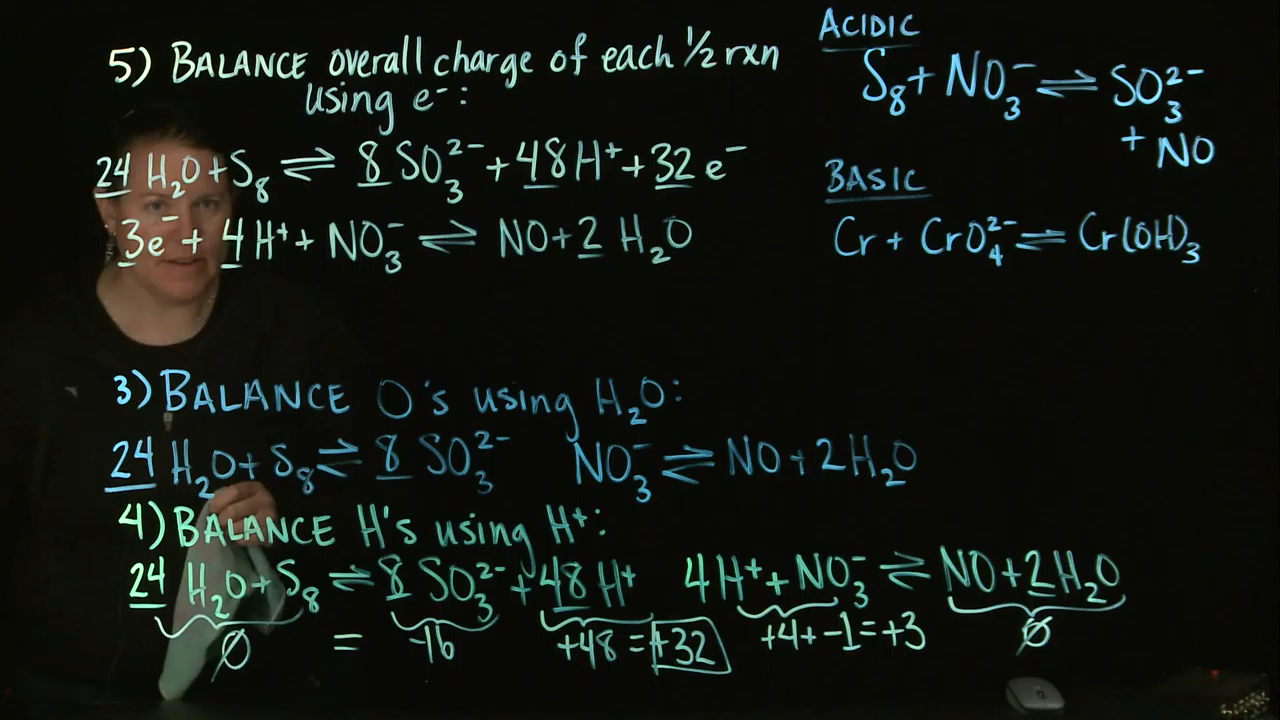 5) BALANCE overall charge of each ½ rxn
using e⁻:
24 H₂O + S₈ ⇌ 8 SO₃²⁻ + 48 H⁺ + 32 e⁻
3e⁻ + 4 H⁺ + NO₃⁻ ⇌ NO + 2 H₂O
ACIDIC
S₈ + NO₃⁻ ⇌ SO₃²⁻
+ NO
BASIC
Cr + CrO₄²⁻ ⇌ Cr(OH)₃
3) BALANCE O's using H₂O:
24 H₂O + S₈ ⇌ 8 SO₃²⁻ NO₃⁻ ⇌ NO + 2 H₂O
4) BALANCE H's using H⁺:
24 H₂O + S₈ ⇌ 8 SO₃²⁻ + 48 H⁺ 4 H⁺ + NO₃⁻ ⇌ NO + 2 H₂O
∅ = -16 +48 = +32 +4 + -1 = +3 ∅